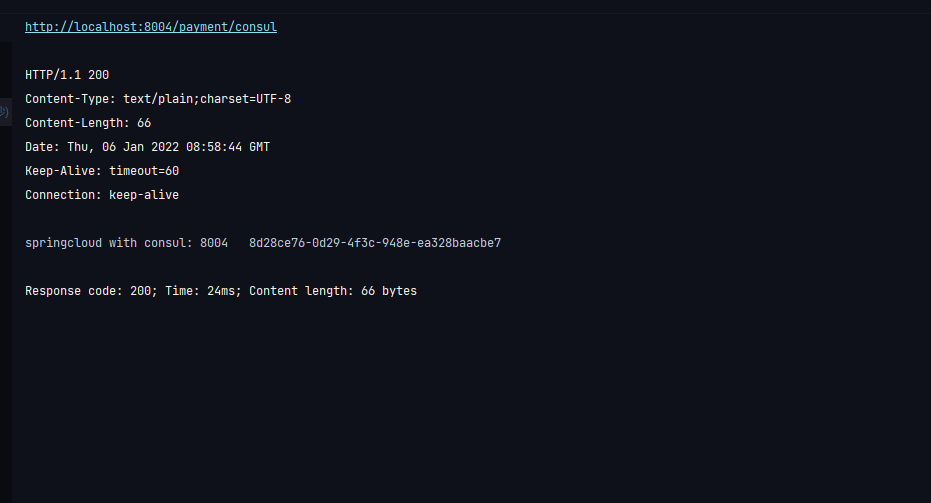 http://localhost:8004/payment/consul
HTTP/1.1 200
Content-Type: text/plain;charset=UTF-8
Content-Length: 66
Date: Thu, 06 Jan 2022 08:58:44 GMT
Keep-Alive: timeout=60
Connection: keep-alive
springcloud with consul: 8004   8d28ce76-0d29-4f3c-948e-ea328baacbe7
Response code: 200; Time: 24ms; Content length: 66 bytes